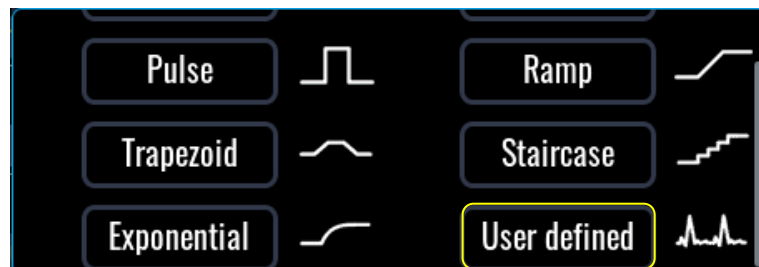 Pulse
Ramp
Trapezoid
Staircase
Exponential
User defined